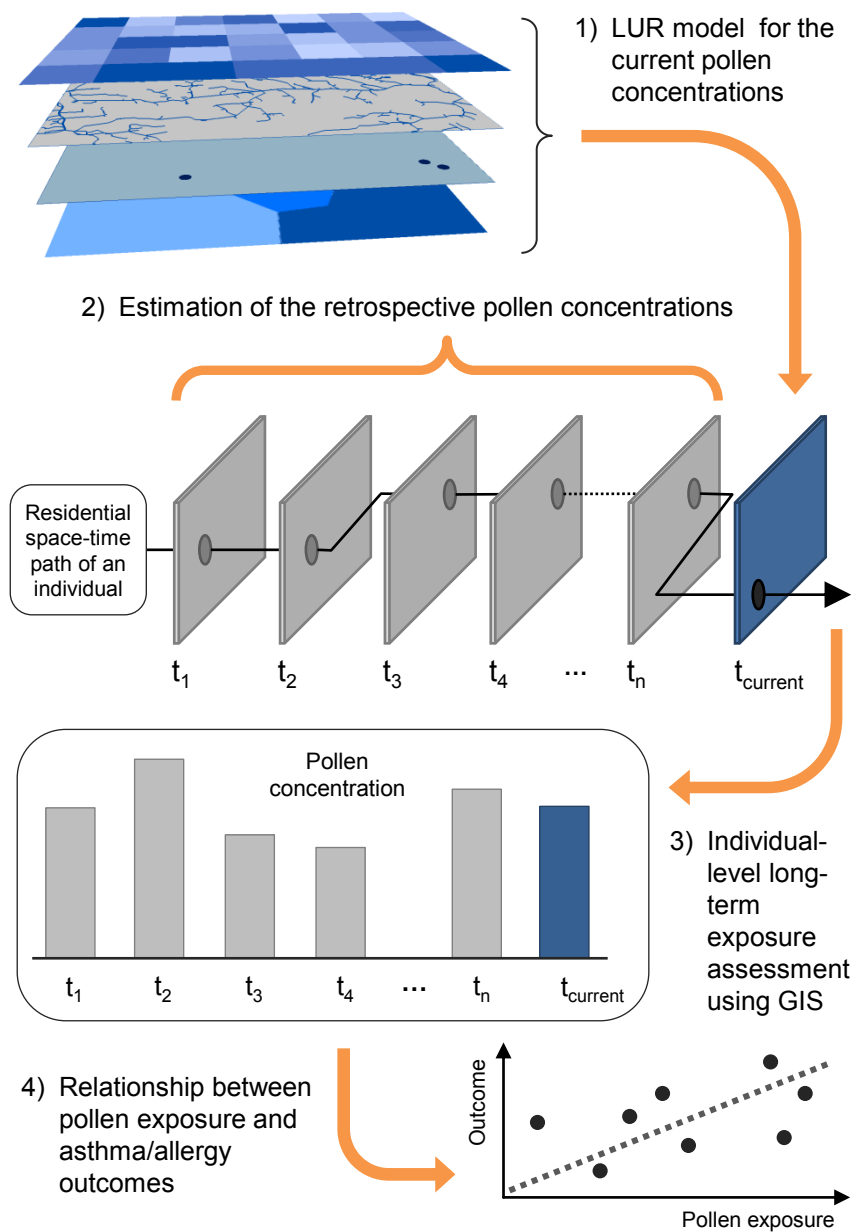 1) LUR model for the
current pollen
concentrations
2) Estimation of the retrospective pollen concentrations
Residential
space-time
path of an
individual
t1
t2
t3
t4
...
tn
tcurrent
Pollen
concentration
t1
t2
t3
t4
...
tn
tcurrent
3) Individual-
level long-
term
exposure
assessment
using GIS
4) Relationship between
pollen exposure and
asthma/allergy
outcomes
Outcome
Pollen exposure